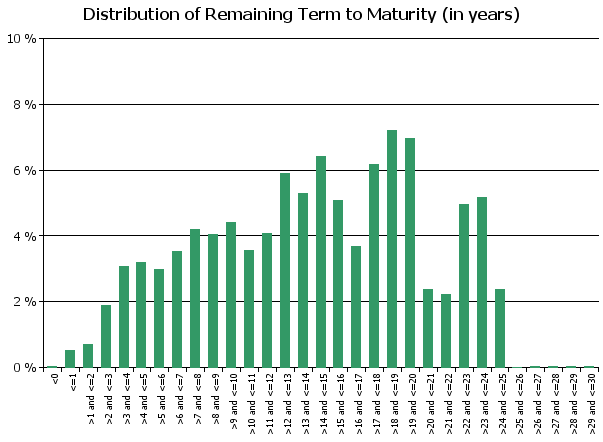 Distribution of Remaining Term to Maturity (in years)
10 %
8 %
6 %
4 %
2 %
0 %
<0
<=1
>1 and <=2
>2 and <=3
>3 and <=4
>4 and <=5
>5 and <=6
>6 and <=7
>7 and <=8
>8 and <=9
>9 and <=10
>10 and <=11
>11 and <=12
>12 and <=13
>13 and <=14
>14 and <=15
>15 and <=16
>16 and <=17
>17 and <=18
>18 and <=19
>19 and <=20
>20 and <=21
>21 and <=22
>22 and <=23
>23 and <=24
>24 and <=25
>25 and <=26
>26 and <=27
>27 and <=28
>28 and <=29
>29 and <=30